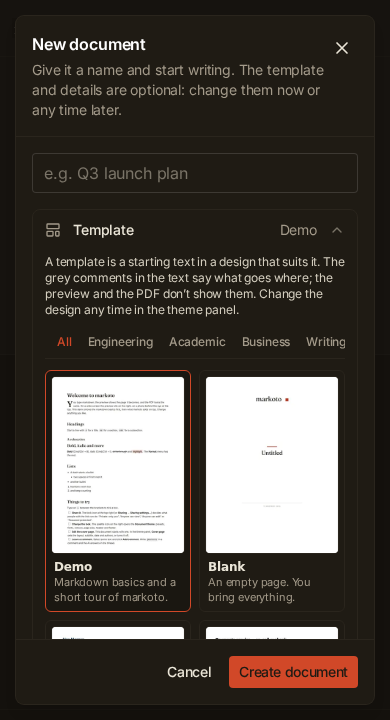 New document
Give it a name and start writing. The template
and details are optional: change them now or
any time later.
e.g. Q3 launch plan
Template
Demo
A template is a starting text in a design that suits it. The
grey comments in the text say what goes where; the
preview and the PDF don't show them. Change the
design any time in the theme panel.
All Engineering Academic Business Writing
Welcome to markoto
Headings
Bold, italic and more
Lists
Things to try
markoto
Untitled
Demo
Markdown basics and a
short tour of markoto.
Blank
An empty page. You
bring everything.
Cancel
Create document